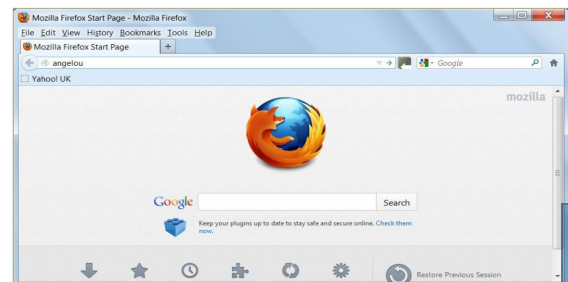 Mozilla Firefox Start Page - Mozilla Firefox
File Edit View History Bookmarks Tools Help
Mozilla Firefox Start Page +
angelou Google
Yahoo! UK
mozilla
Google Search
Keep your plugins up to date to stay safe and secure online. Check them
now.
Restore Previous Session